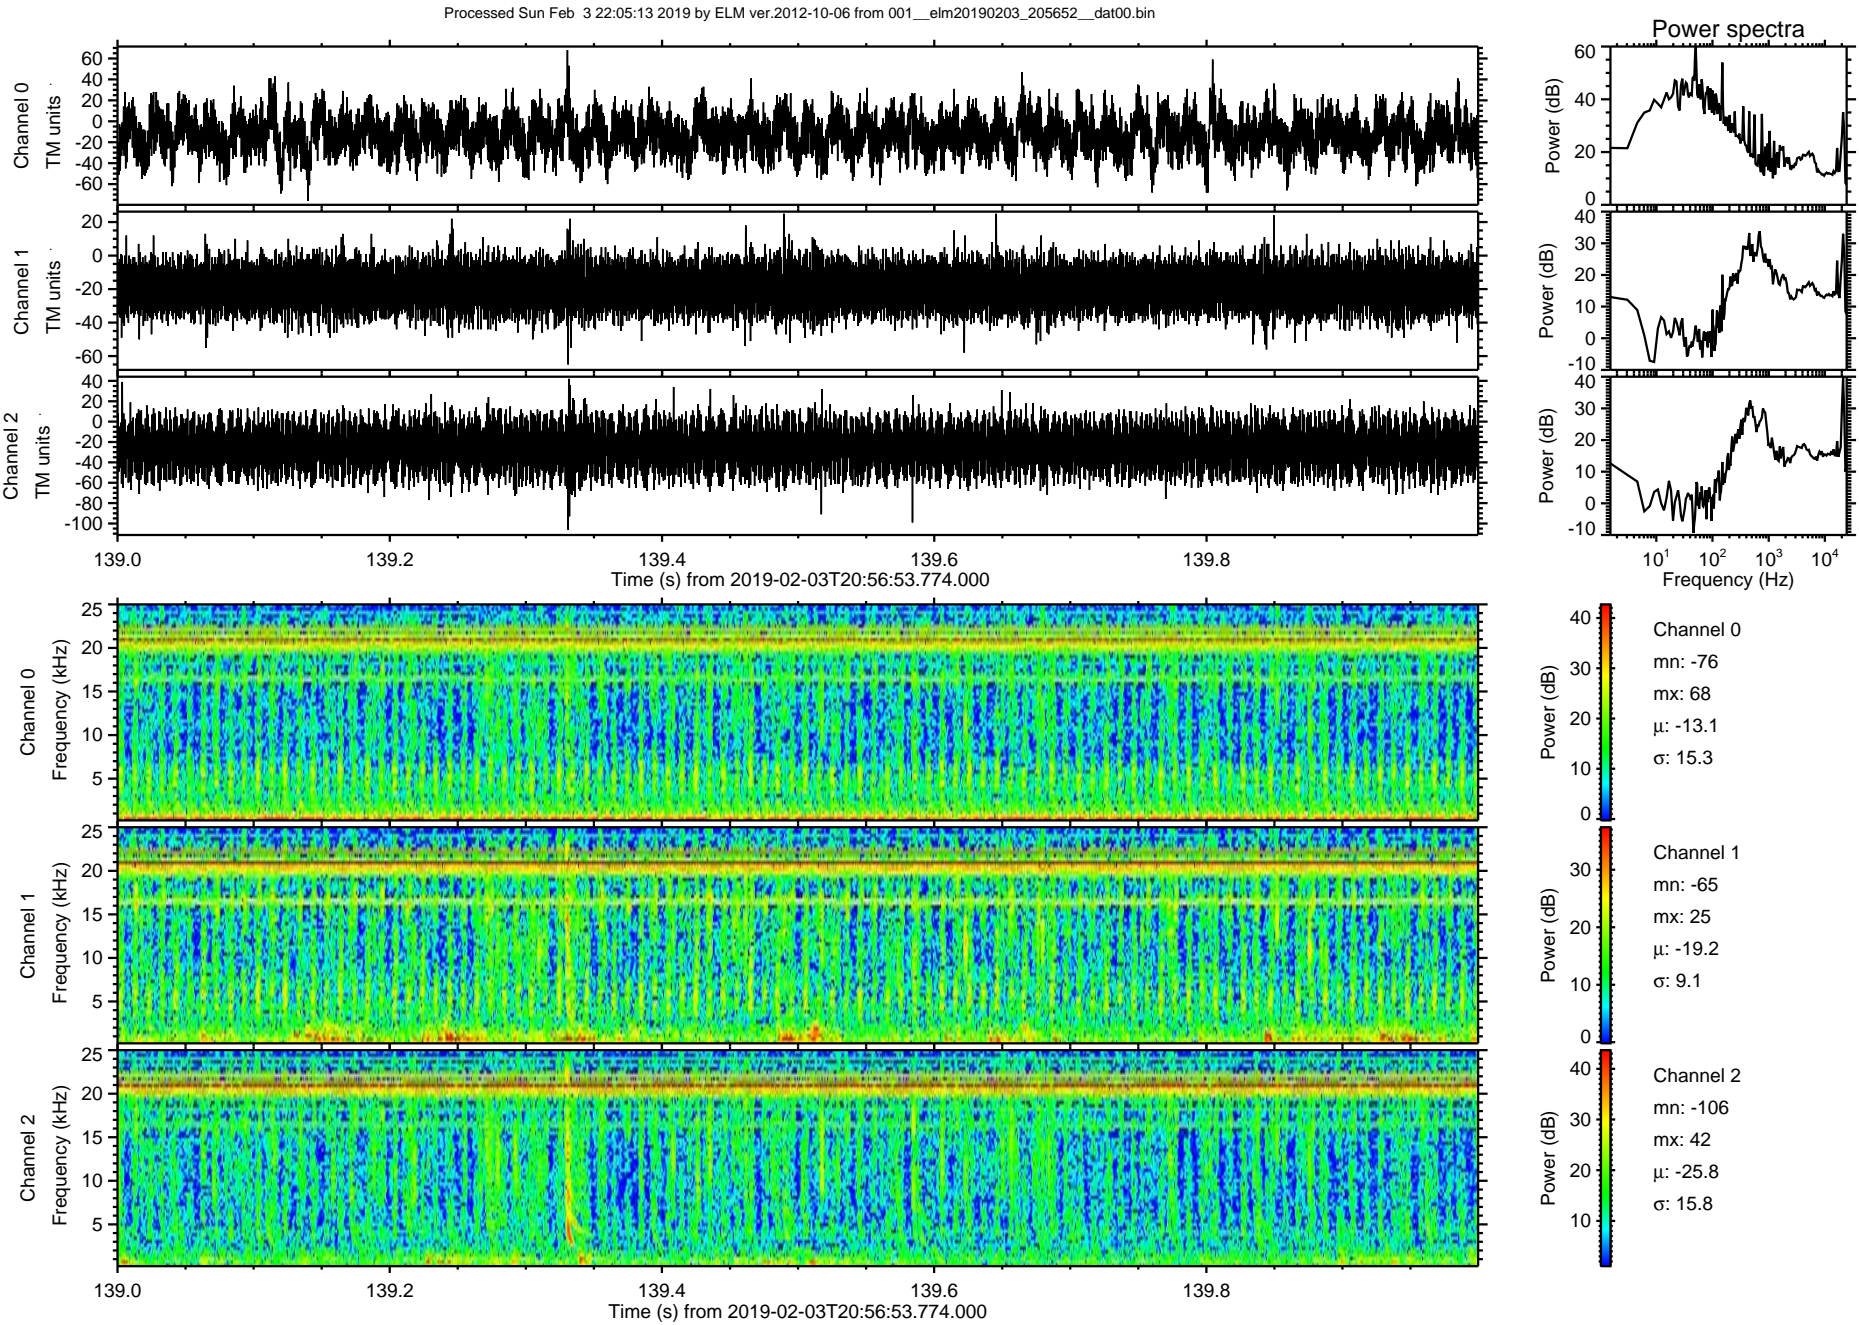 Processed Sun Feb  3 22:05:13 2019 by ELM ver.2012-10-06 from 001__elm20190203_205652__dat00.bin
Power spectra
Channel 0
TM units
60
40
20
0
-20
-40
-60
Power (dB)
60
40
20
0
Channel 1
TM units
20
0
-20
-40
-60
Power (dB)
40
30
20
10
0
-10
Channel 2
TM units
40
20
0
-20
-40
-60
-80
-100
Power (dB)
40
30
20
10
0
-10
139.0 139.2 139.4 139.6 139.8
Time (s) from 2019-02-03T20:56:53.774.000
10^1 10^2 10^3 10^4
Frequency (Hz)
Channel 0
Frequency (kHz)
25
20
15
10
5
Power (dB)
40
30
20
10
0
Channel 0
mn: -76
mx: 68
μ: -13.1
σ: 15.3
Channel 1
Frequency (kHz)
25
20
15
10
5
Power (dB)
30
20
10
0
Channel 1
mn: -65
mx: 25
μ: -19.2
σ: 9.1
Channel 2
Frequency (kHz)
25
20
15
10
5
Power (dB)
40
30
20
10
Channel 2
mn: -106
mx: 42
μ: -25.8
σ: 15.8
139.0 139.2 139.4 139.6 139.8
Time (s) from 2019-02-03T20:56:53.774.000